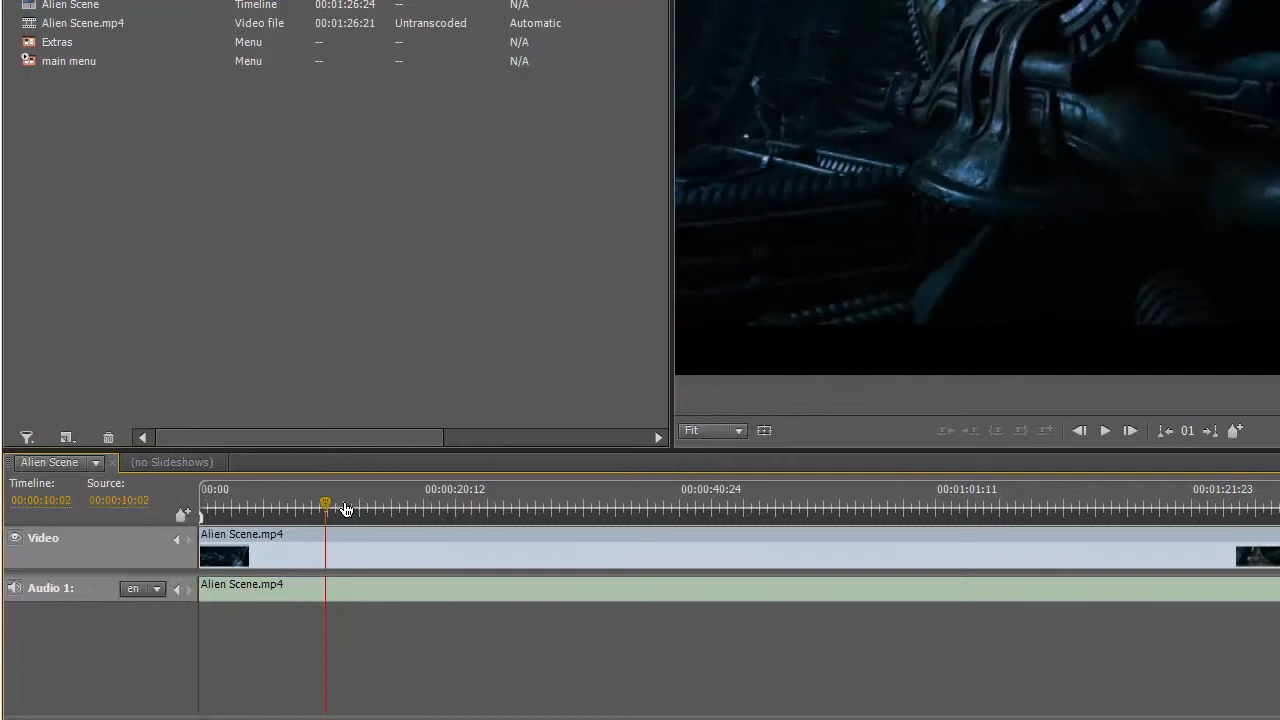 Alien Scene Timeline 00:01:26:24 -- N/A
Alien Scene.mp4 Video file 00:01:26:21 Untranscoded Automatic
Extras Menu -- -- N/A
main menu Menu -- -- N/A
Fit 01
Alien Scene (no Slideshows)
Timeline: Source:
00:00:10:02 00:00:10:02
00:00 00:00:20:12 00:00:40:24 00:01:01:11 00:01:21:23
Video Alien Scene.mp4
Audio 1: en Alien Scene.mp4